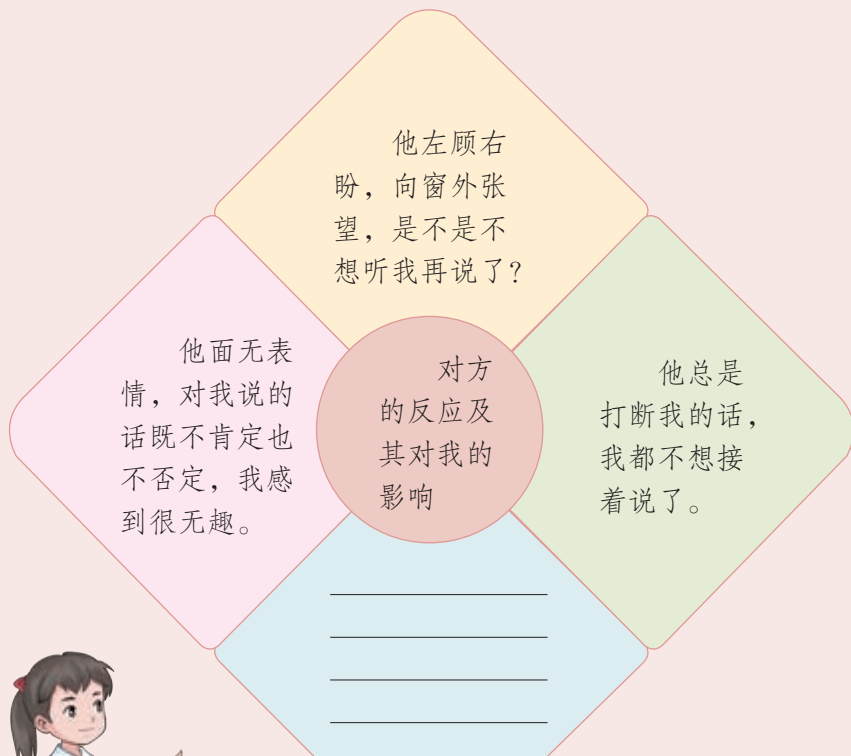 他左顾右
盼，向窗外张
望，是不是不
想听我再说了？
他面无表
情，对我说的
话既不肯定也
不否定，我感
到很无趣。
对方
的反应及
其对我的
影响
他总是
打断我的话，
我都不想接
着说了。